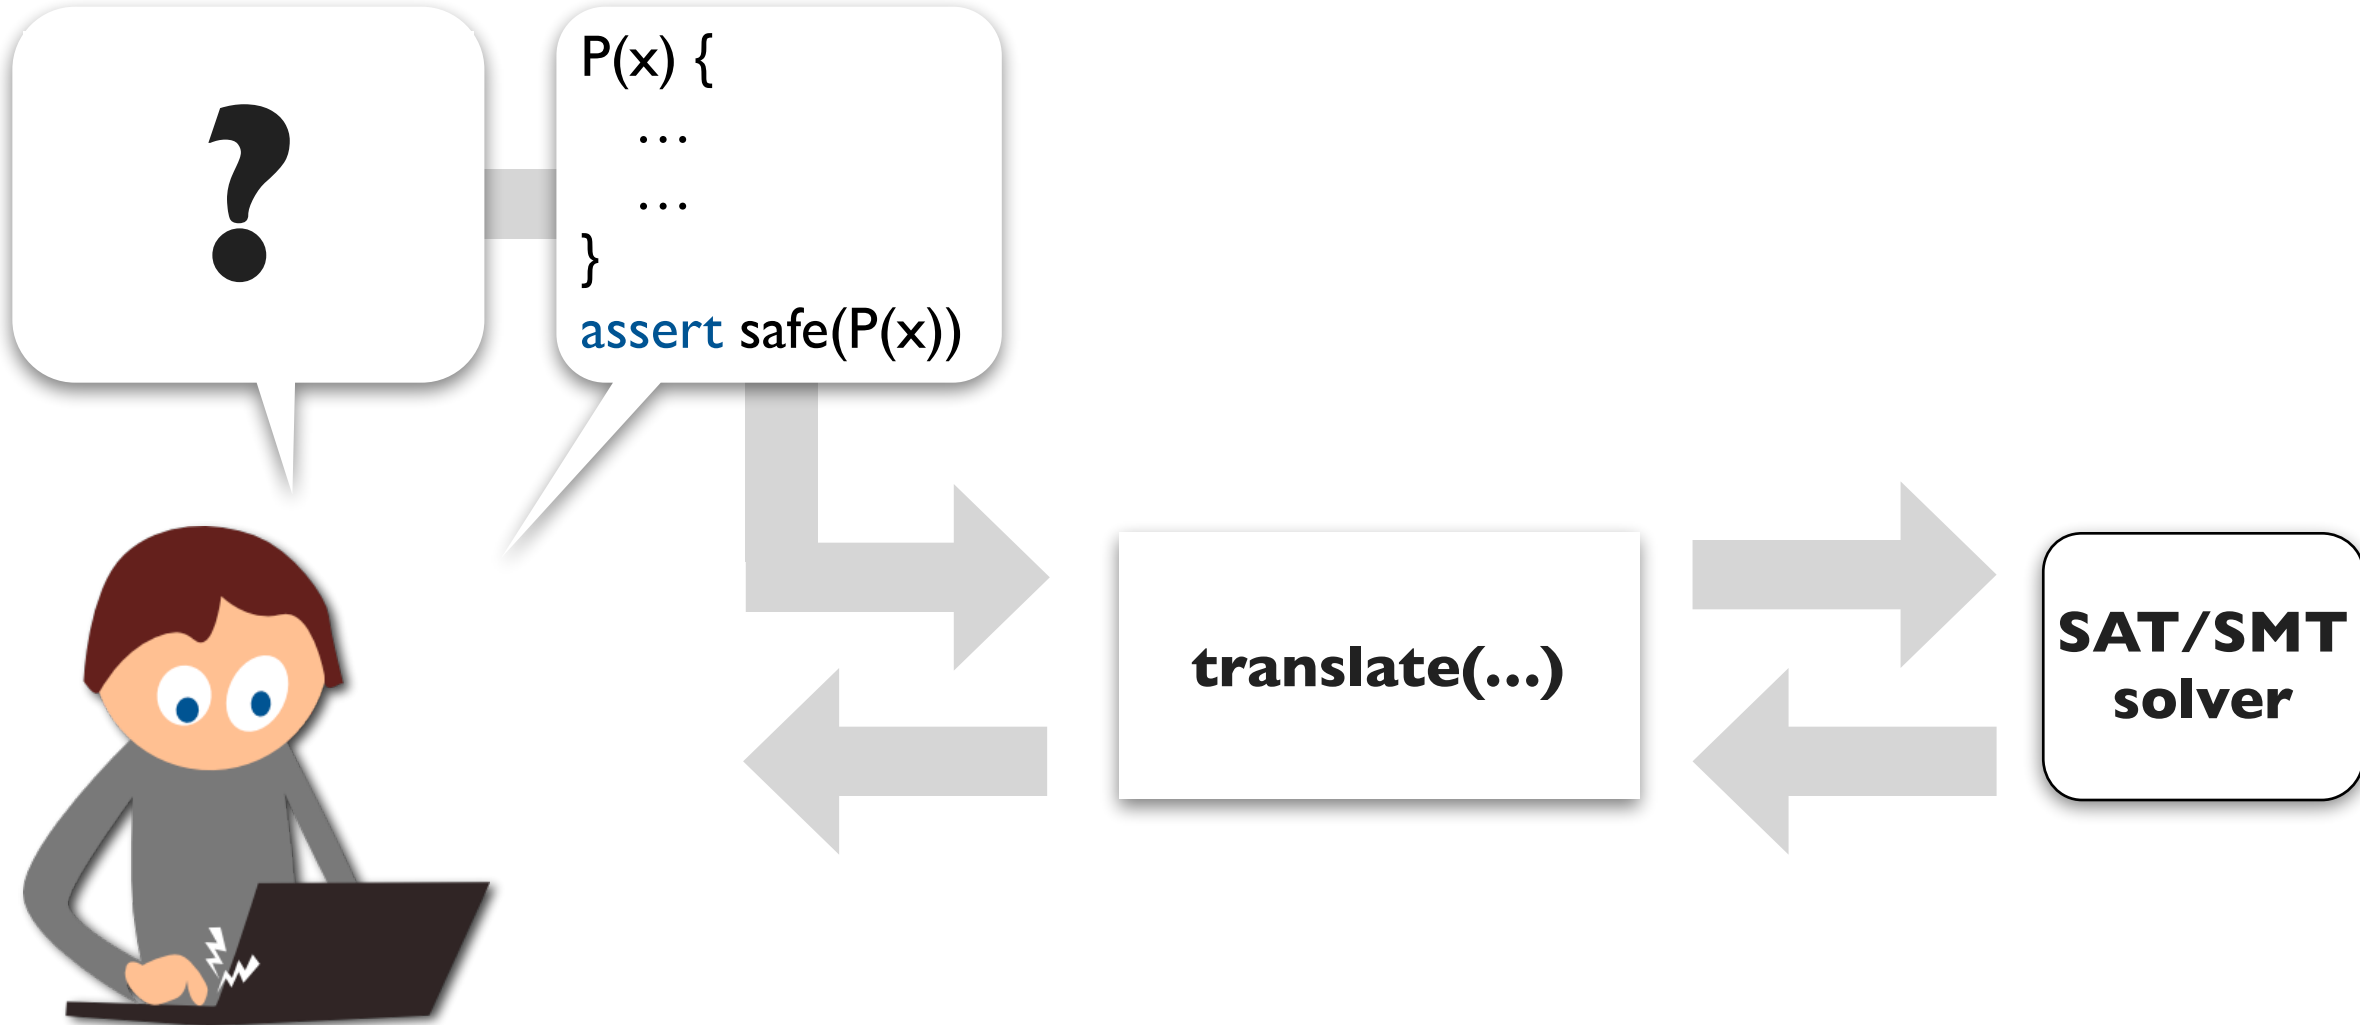 ?
P(x) {
…
…
}
assert safe(P(x))
translate(…)
SAT/SMT
solver